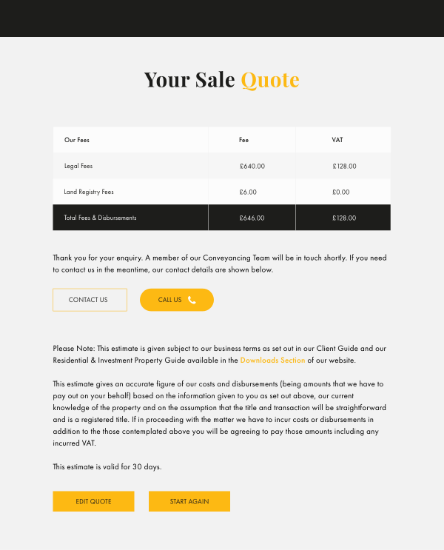 Your Sale Quote
Our Fees Fee VAT
Legal Fees £640.00 £128.00
Land Registry Fees £6.00 £0.00
Total Fees & Disbursements £646.00 £128.00
Thank you for your enquiry. A member of our Conveyancing Team will be in touch shortly. If you need
to contact us in the meantime, our contact details are shown below.
CONTACT US CALL US
Please Note: This estimate is given subject to our business terms as set out in our Client Guide and our
Residential & Investment Property Guide available in the Downloads Section of our website.
This estimate gives an accurate figure of our costs and disbursements (being amounts that we have to
pay out on your behalf) based on the information given to you as set out above, our current
knowledge of the property and on the assumption that the title and transaction will be straightforward
and is a registered title. If in proceeding with the matter we have to incur costs or disbursements in
addition to the those contemplated above you will be agreeing to pay those amounts including any
incurred VAT.
This estimate is valid for 30 days.
EDIT QUOTE START AGAIN